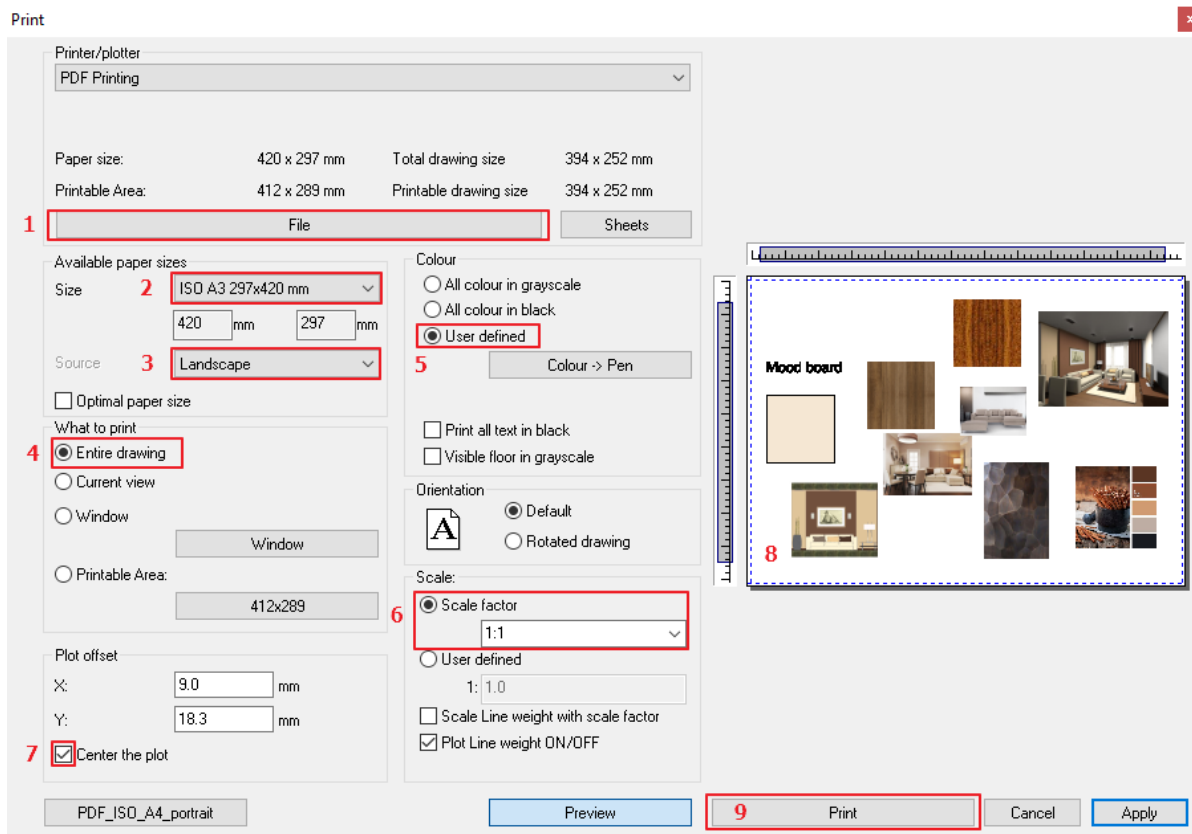 Print
Printer/plotter
PDF Printing
Paper size: 420 x 297 mm Total drawing size 394 x 252 mm
Printable Area: 412 x 289 mm Printable drawing size 394 x 252 mm
1 File Sheets
Available paper sizes
Size 2 ISO A3 297x420 mm
420 mm 297 mm
Source 3 Landscape
Optimal paper size
What to print
4 Entire drawing
Current view
Window
Window
Printable Area:
412x289
Plot offset
X: 9.0 mm
Y: 18.3 mm
7 Center the plot
PDF_ISO_A4_portrait
Colour
All colour in grayscale
All colour in black
User defined
5 Colour -> Pen
Print all text in black
Visible floor in grayscale
Orientation
A Default
Rotated drawing
Scale:
6 Scale factor
1:1
User defined
1: 1.0
Scale Line weight with scale factor
Plot Line weight ON/OFF
Mood board
8
Preview 9 Print Cancel Apply